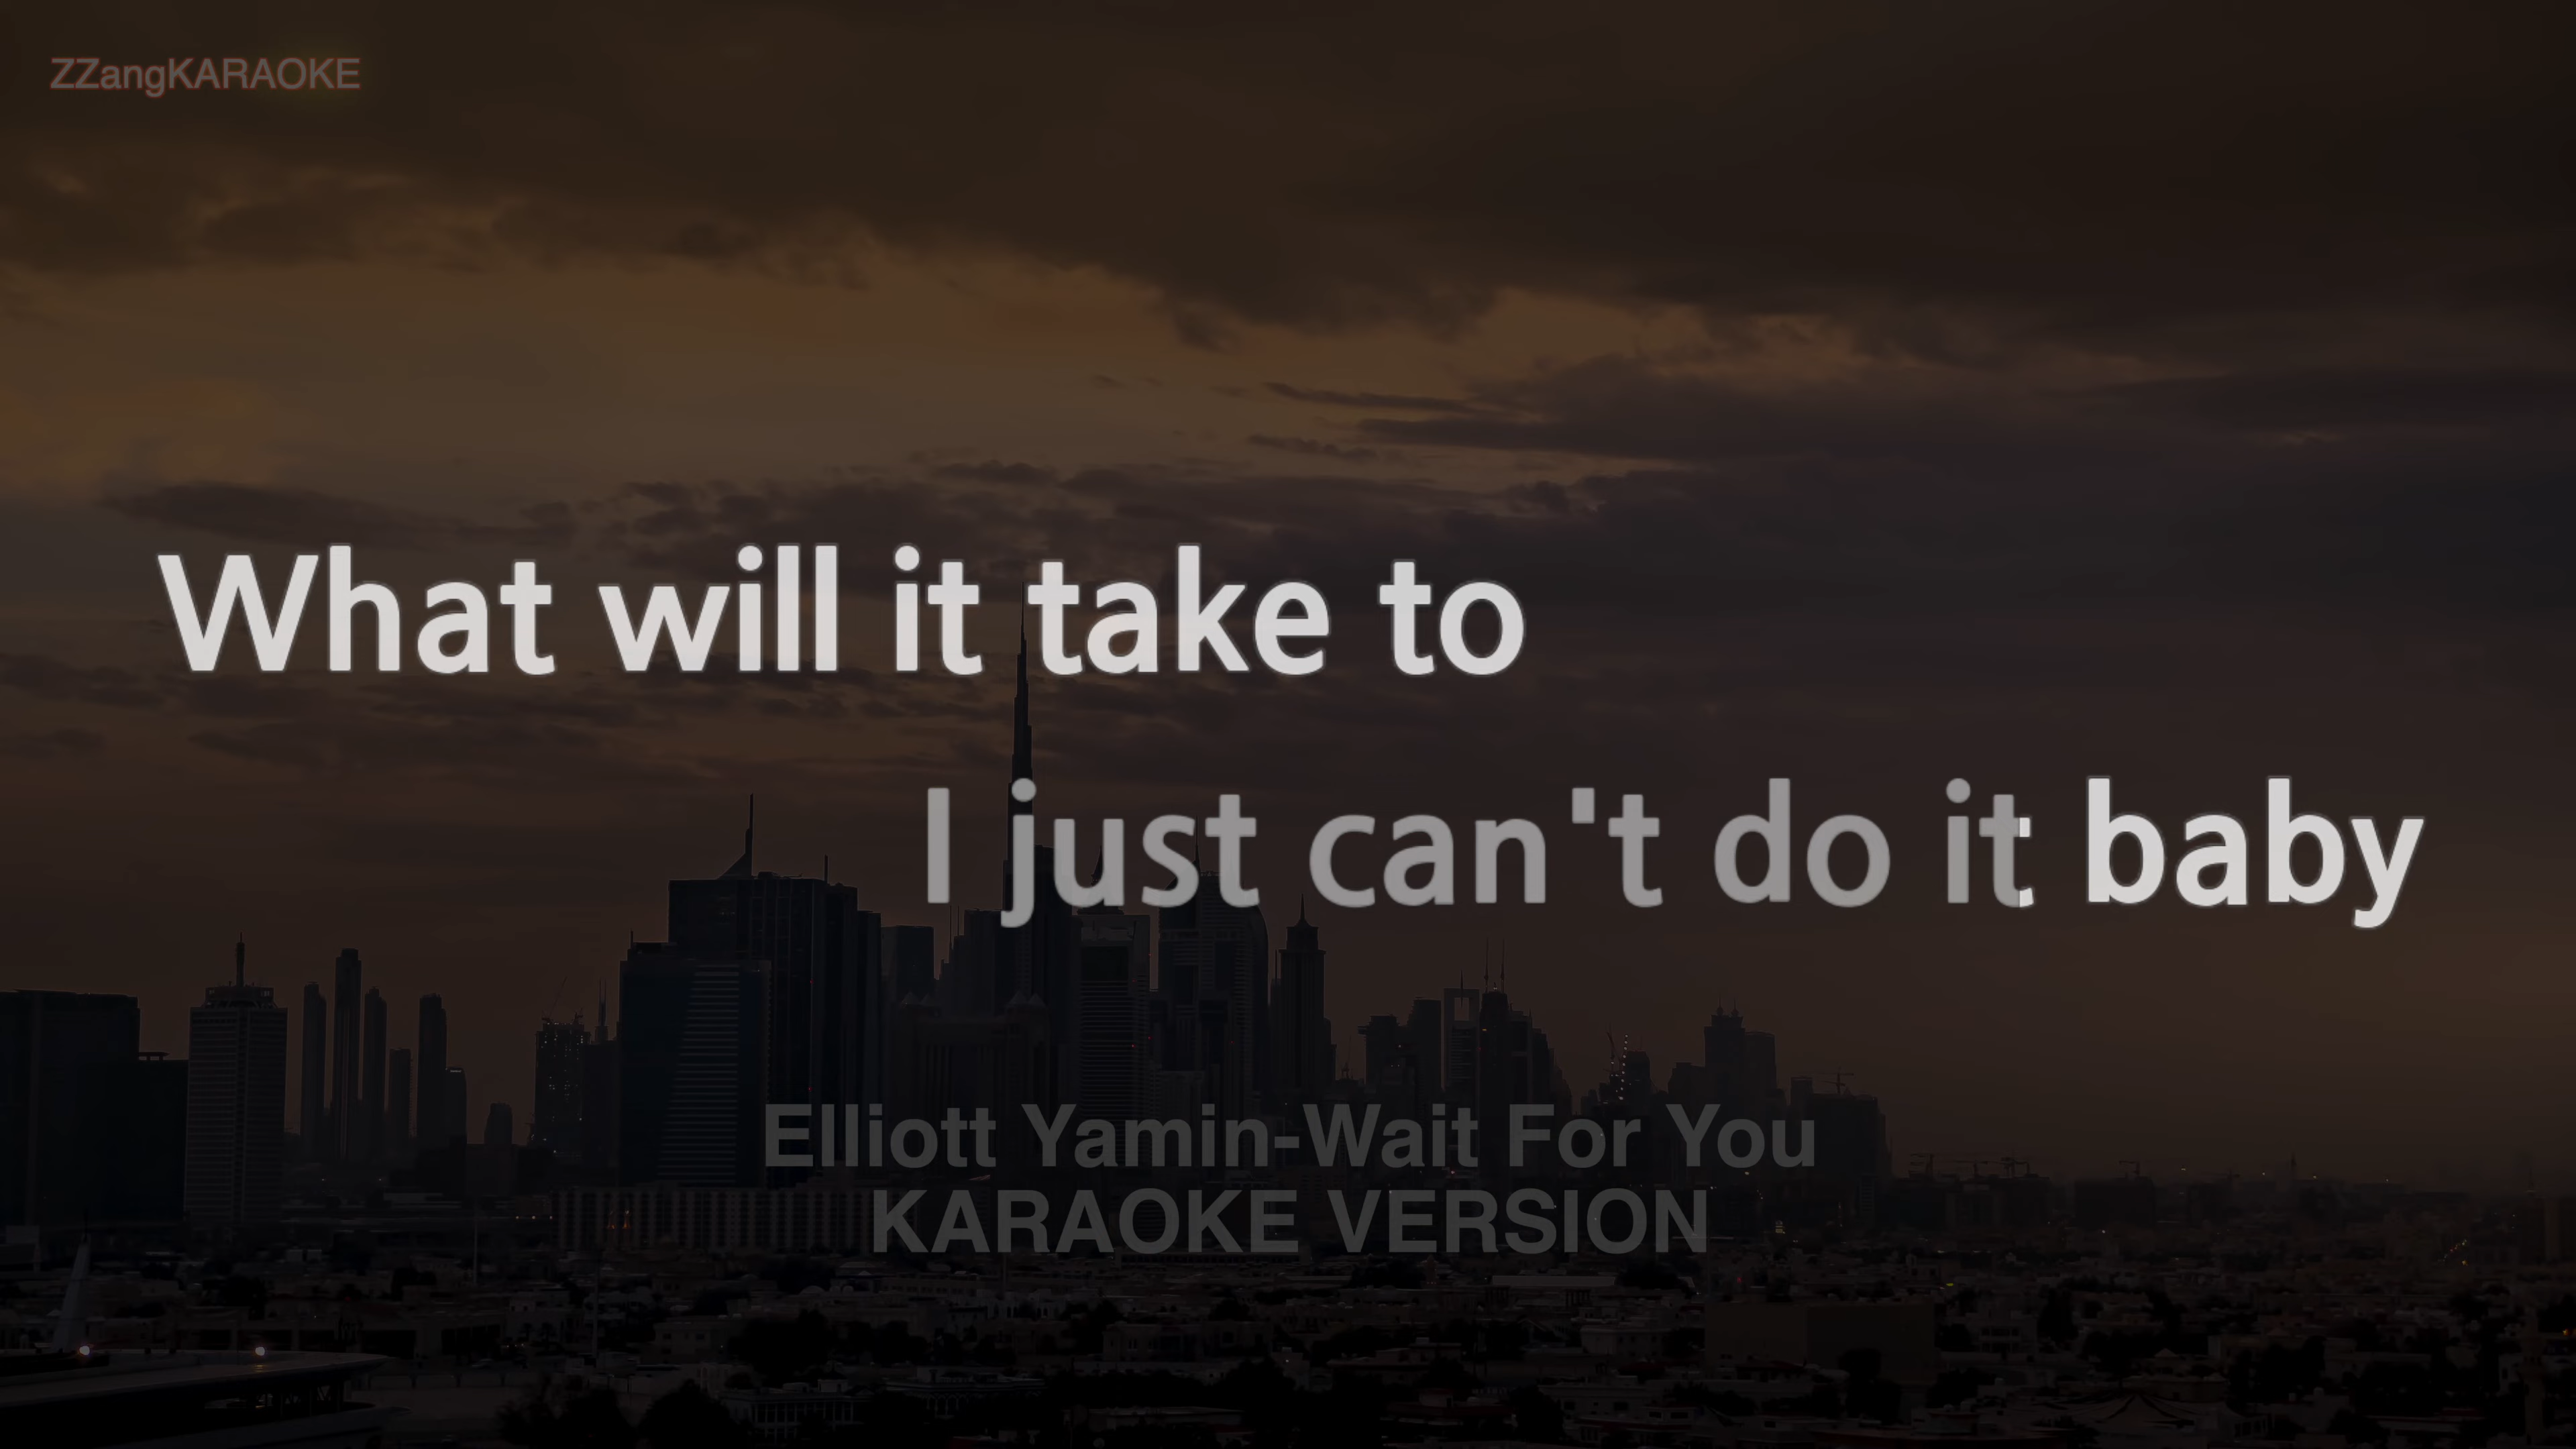 ZZangKARAOKE
What will it take to
I just can't do it baby
Elliott Yamin-Wait For You
KARAOKE VERSION